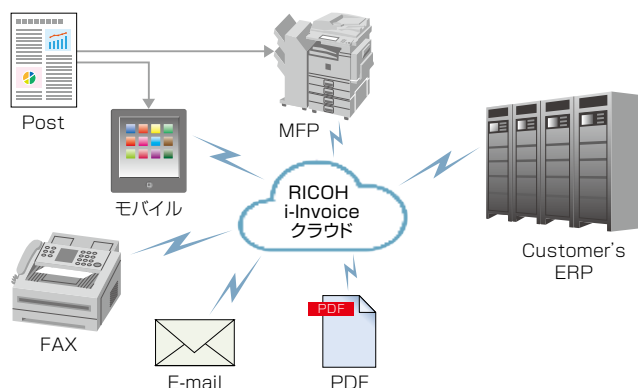 Post
MFP
モバイル
RICOH
i-Invoice
クラウド
Customer's
ERP
FAX
E-mail
PDF
PDF